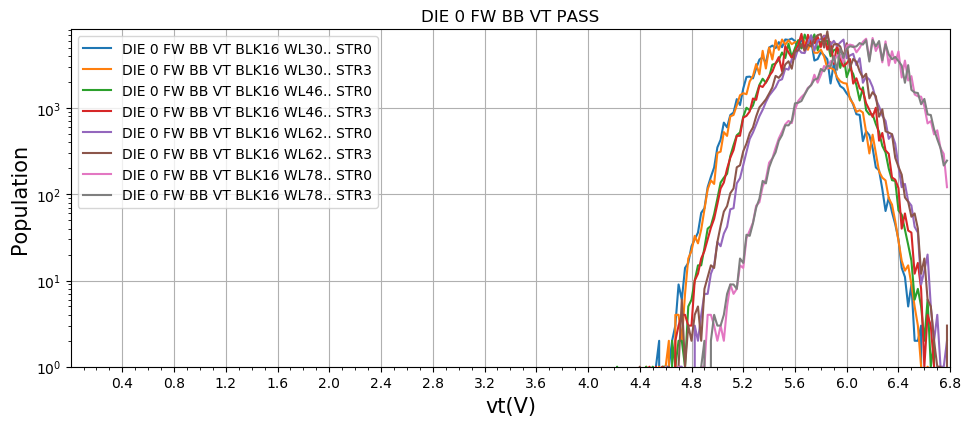 DIE 0 FW BB VT PASS
DIE 0 FW BB VT BLK16 WL30.. STR0
DIE 0 FW BB VT BLK16 WL30.. STR3
DIE 0 FW BB VT BLK16 WL46.. STR0
DIE 0 FW BB VT BLK16 WL46.. STR3
DIE 0 FW BB VT BLK16 WL62.. STR0
DIE 0 FW BB VT BLK16 WL62.. STR3
DIE 0 FW BB VT BLK16 WL78.. STR0
DIE 0 FW BB VT BLK16 WL78.. STR3
Population
10³
10²
10¹
10⁰
0.4 0.8 1.2 1.6 2.0 2.4 2.8 3.2 3.6 4.0 4.4 4.8 5.2 5.6 6.0 6.4 6.8
vt(V)